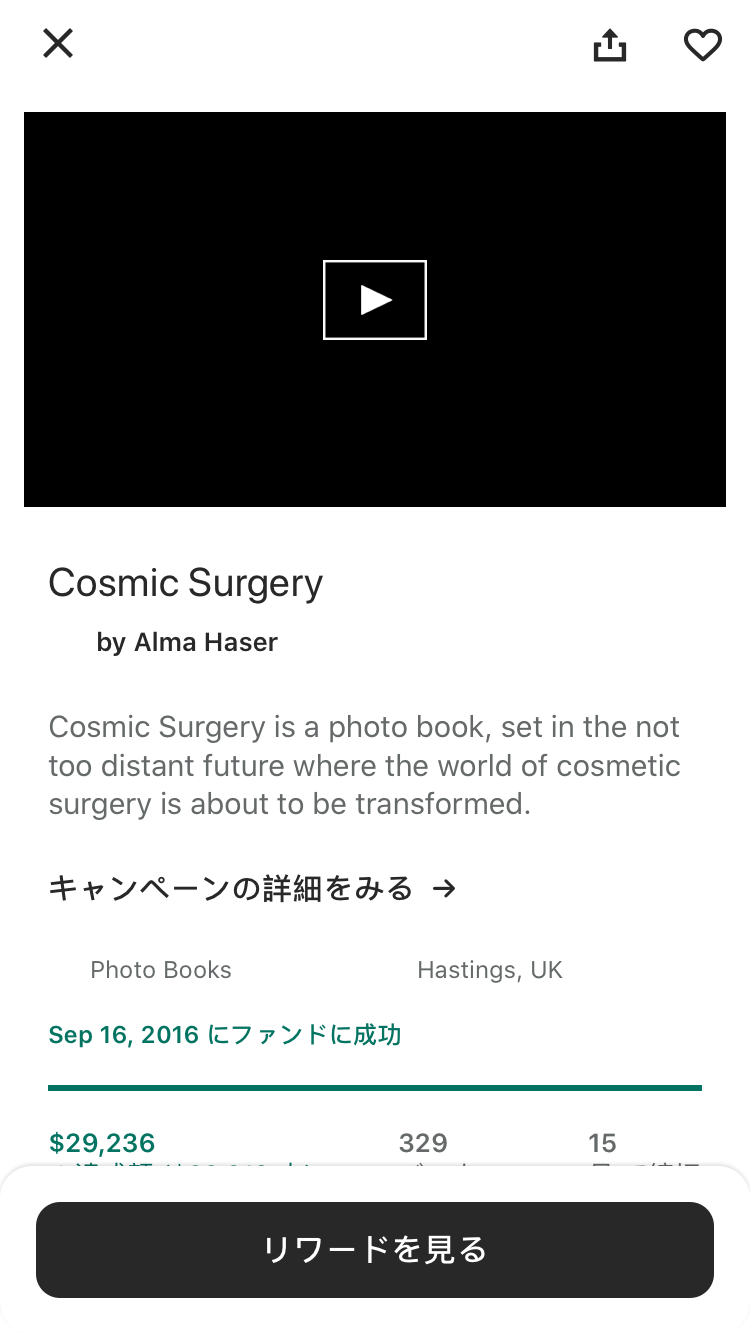 Cosmic Surgery
by Alma Haser
Cosmic Surgery is a photo book, set in the not
too distant future where the world of cosmetic
surgery is about to be transformed.
キャンペーンの詳細をみる →
Photo Books Hastings, UK
Sep 16, 2016 にファンドに成功
$29,236 329 15
リワードを見る